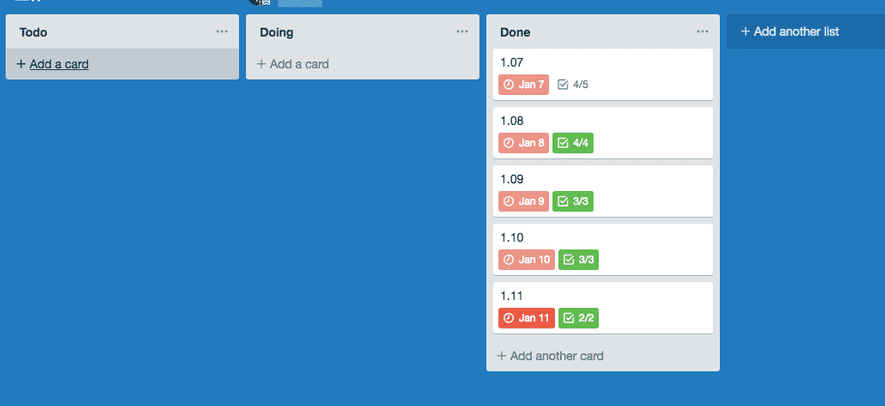 Todo
+ Add a card
Doing
+ Add a card
Done
1.07
Jan 7 4/5
1.08
Jan 8 4/4
1.09
Jan 9 3/3
1.10
Jan 10 3/3
1.11
Jan 11 2/2
+ Add another card
+ Add another list